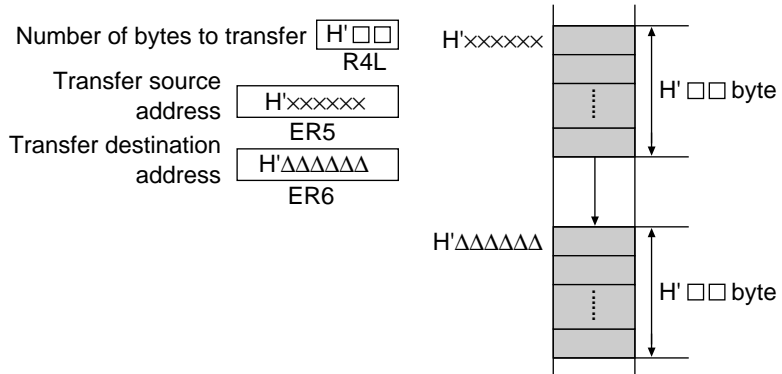 Number of bytes to transfer H'□□
R4L
Transfer source
address H'××××××
ER5
Transfer destination
address H'ΔΔΔΔΔΔ
ER6
H'××××××
H' □□ byte
H'ΔΔΔΔΔΔ
H' □□ byte